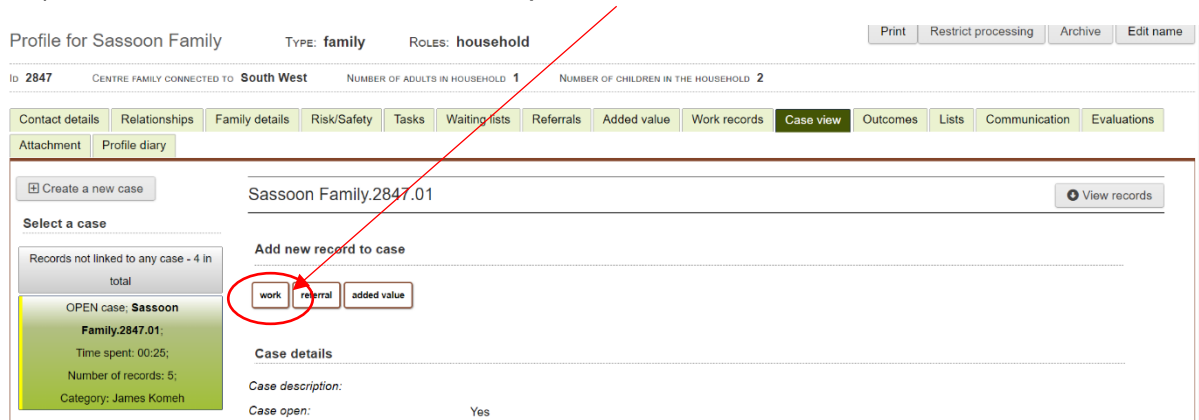 Profile for Sassoon Family TYPE: family ROLES: household Print Restrict processing Archive Edit name
ID 2847 CENTRE FAMILY CONNECTED TO South West NUMBER OF ADULTS IN HOUSEHOLD 1 NUMBER OF CHILDREN IN THE HOUSEHOLD 2
Contact details Relationships Family details Risk/Safety Tasks Waiting lists Referrals Added value Work records Case view Outcomes Lists Communication Evaluations
Attachment Profile diary
Create a new case
Sassoon Family.2847.01 View records
Select a case
Records not linked to any case - 4 in
total
OPEN case; Sassoon
Family.2847.01;
Time spent: 00:25;
Number of records: 5;
Category: James Komeh
Add new record to case
work referral added value
Case details
Case description:
Case open: Yes